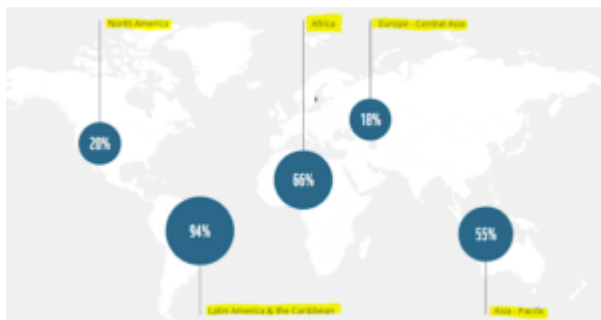 North America
Africa
Europe - Central Asia
20%
18%
66%
94%
55%
Latin America & the Caribbean
Asia - Pacific